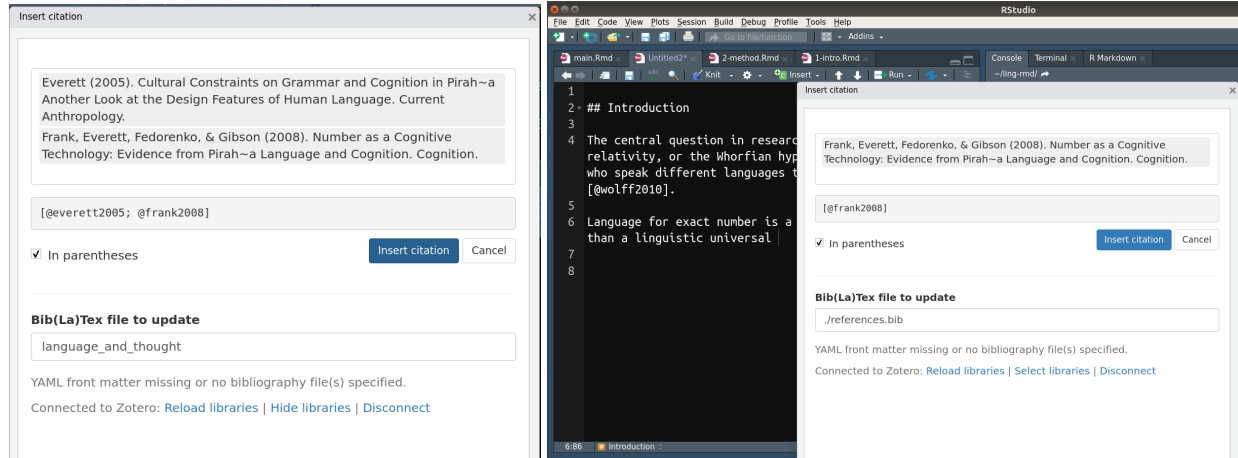 Insert citation
×
Everett (2005). Cultural Constraints on Grammar and Cognition in Pirah~a
Another Look at the Design Features of Human Language. Current
Anthropology.
Frank, Everett, Fedorenko, & Gibson (2008). Number as a Cognitive
Technology: Evidence from Pirah~a Language and Cognition. Cognition.
[@everett2005; @frank2008]
In parentheses
Insert citation
Cancel
Bib(La)Tex file to update
language_and_thought
YAML front matter missing or no bibliography file(s) specified.
Connected to Zotero: Reload libraries | Hide libraries | Disconnect
RStudio
File Edit Code View Plots Session Build Debug Profile Tools Help
Go to file/function
Addins
main.Rmd ×
Untitled2* ×
2-method.Rmd ×
1-intro.Rmd ×
Console
Terminal ×
R Markdown ×
ABC
Knit
Insert
Run
~/ling-rmd/
1
2 ## Introduction
3
4 The central question in researc
relativity, or the Whorfian hyp
who speak different languages t
[@wolff2010].
5
6 Language for exact number is a
than a linguistic universal
7
8
6:86
Introduction
Insert citation
×
Frank, Everett, Fedorenko, & Gibson (2008). Number as a Cognitive
Technology: Evidence from Pirah~a Language and Cognition. Cognition.
[@frank2008]
In parentheses
Insert citation
Cancel
Bib(La)Tex file to update
./references.bib
YAML front matter missing or no bibliography file(s) specified.
Connected to Zotero: Reload libraries | Select libraries | Disconnect